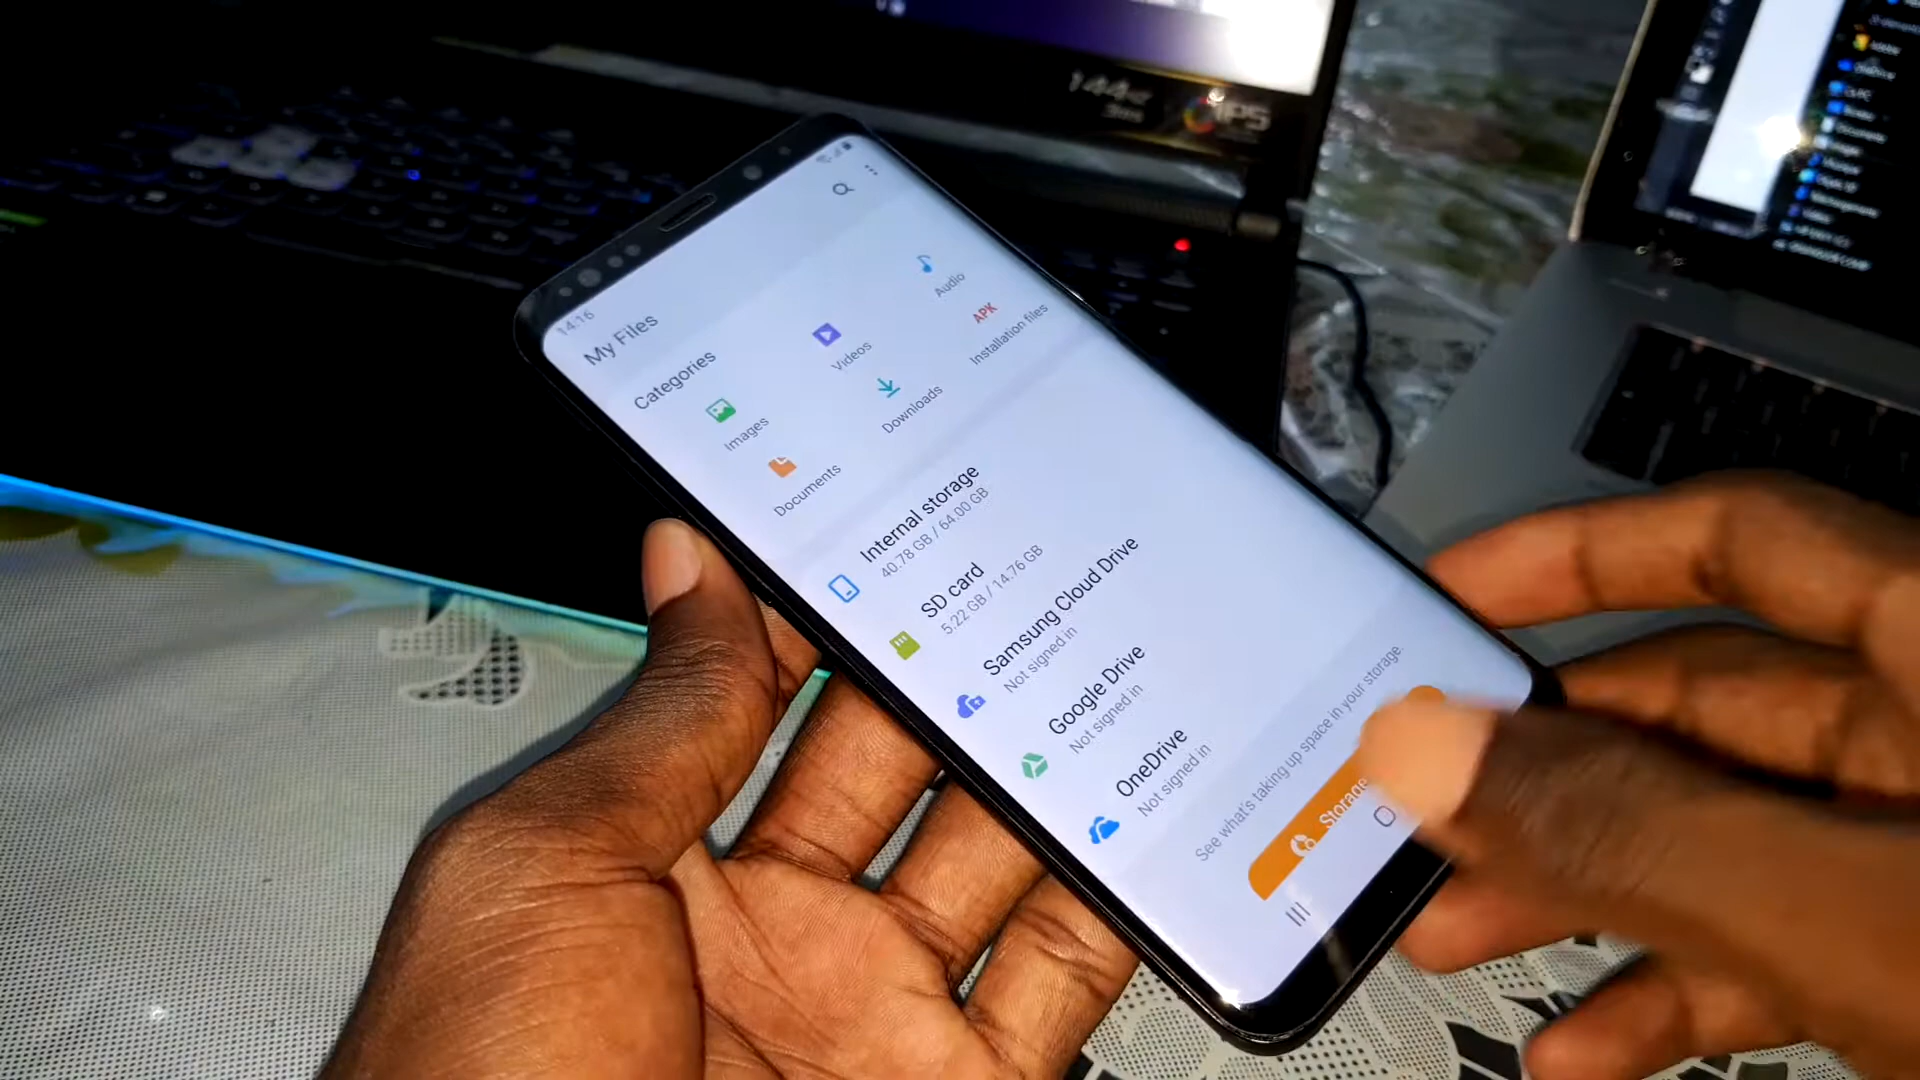 144Hz
3ms
IPS
14:16
My Files
Categories
Images
Videos
Audio
Documents
Downloads
APK
Installation files
Internal storage
40.78 GB / 64.00 GB
SD card
5.22 GB / 14.76 GB
Samsung Cloud Drive
Not signed in
Google Drive
Not signed in
OneDrive
Not signed in
See what's taking up space in your storage.
Storage